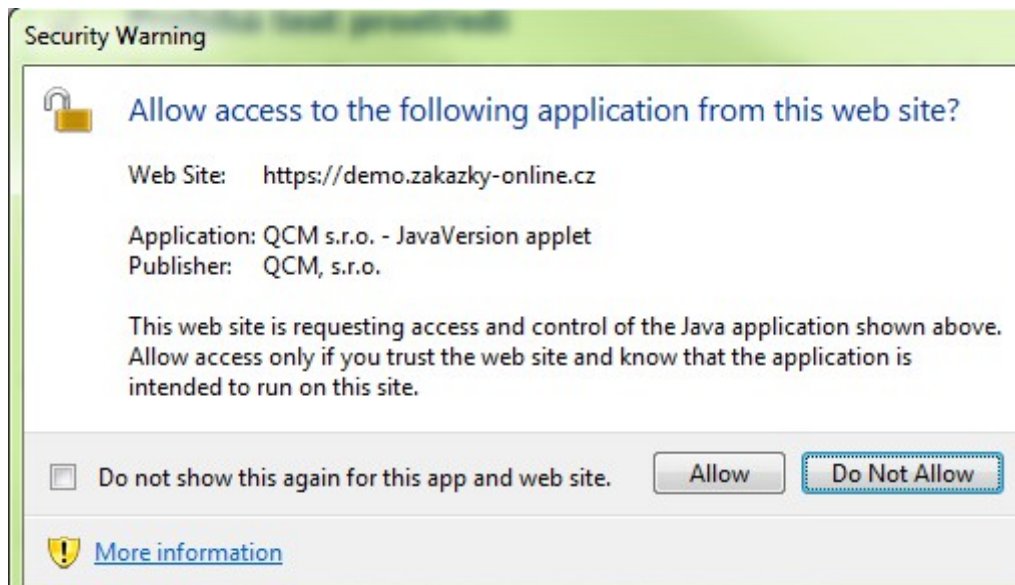 test prostředí
Security Warning
Allow access to the following application from this web site?
Web Site: https://demo.zakazky-online.cz
Application: QCM s.r.o. - JavaVersion applet
Publisher: QCM, s.r.o.
This web site is requesting access and control of the Java application shown above.
Allow access only if you trust the web site and know that the application is
intended to run on this site.
Do not show this again for this app and web site.
Allow
Do Not Allow
More information